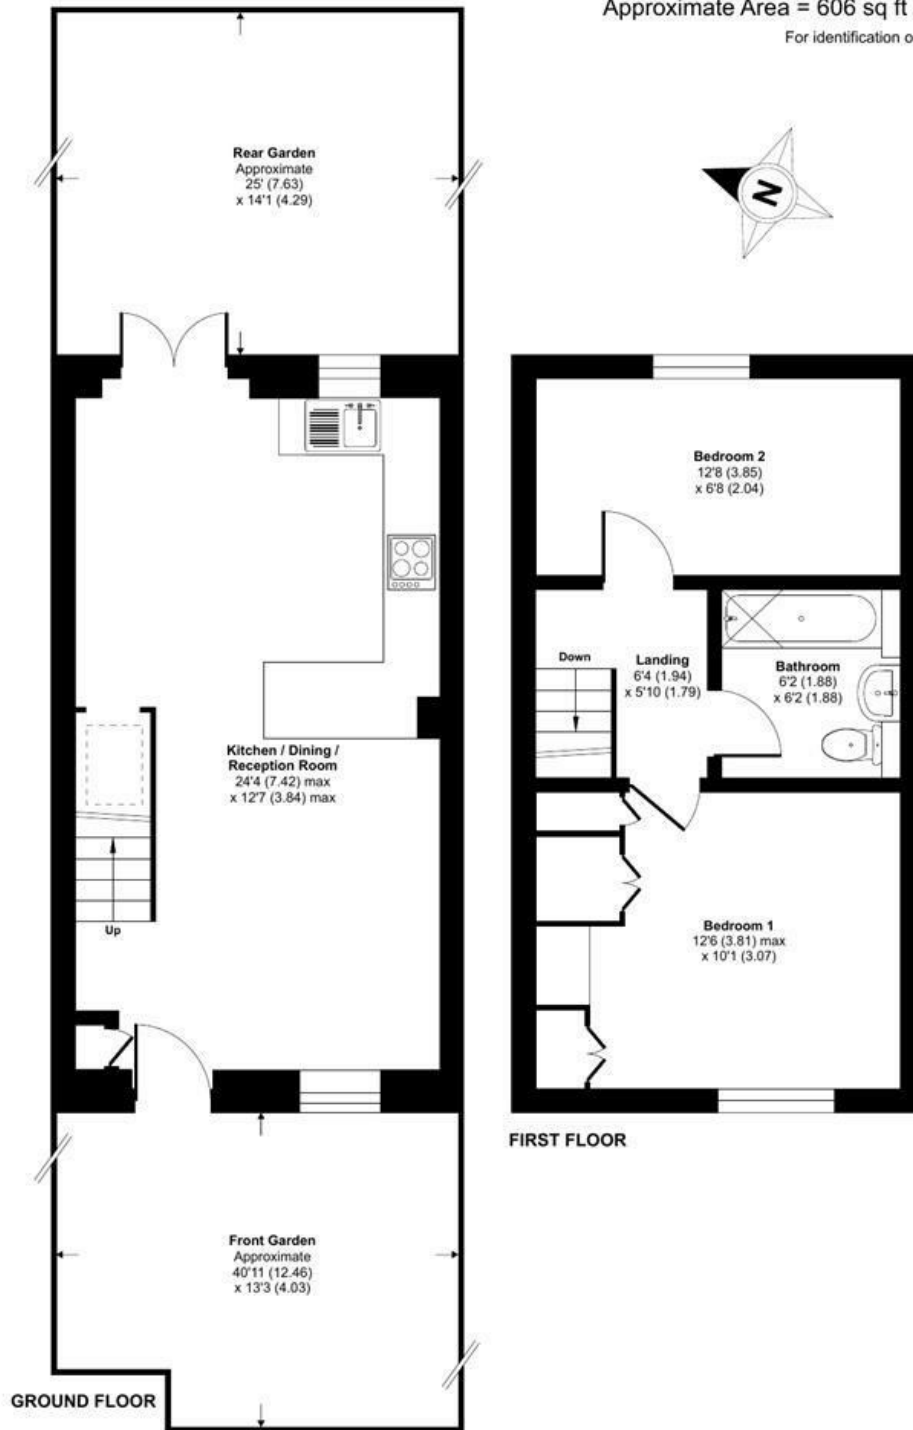 Approximate Area = 606 sq ft
For identification o
N
Rear Garden
Approximate
25' (7.63)
x 14'1 (4.29)
Bedroom 2
12'8 (3.85)
x 6'8 (2.04)
Down
Landing
6'4 (1.94)
x 5'10 (1.79)
Bathroom
6'2 (1.88)
x 6'2 (1.88)
Kitchen / Dining /
Reception Room
24'4 (7.42) max
x 12'7 (3.84) max
Up
Bedroom 1
12'6 (3.81) max
x 10'1 (3.07)
FIRST FLOOR
Front Garden
Approximate
40'11 (12.46)
x 13'3 (4.03)
GROUND FLOOR